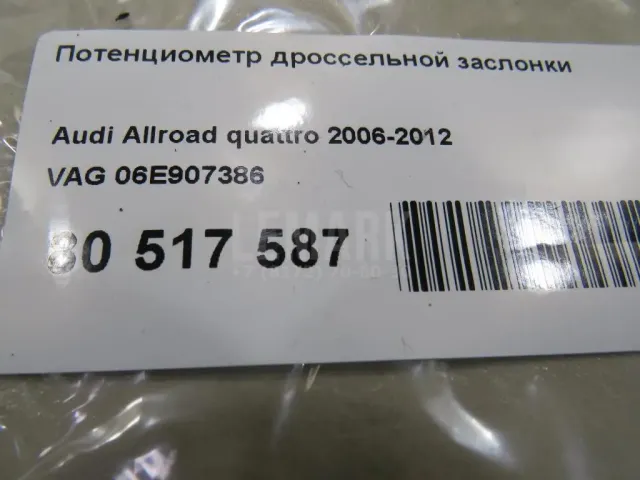 Потенциометр дроссельной заслонки
Audi Allroad quattro 2006-2012
VAG 06E907386
80 517 587